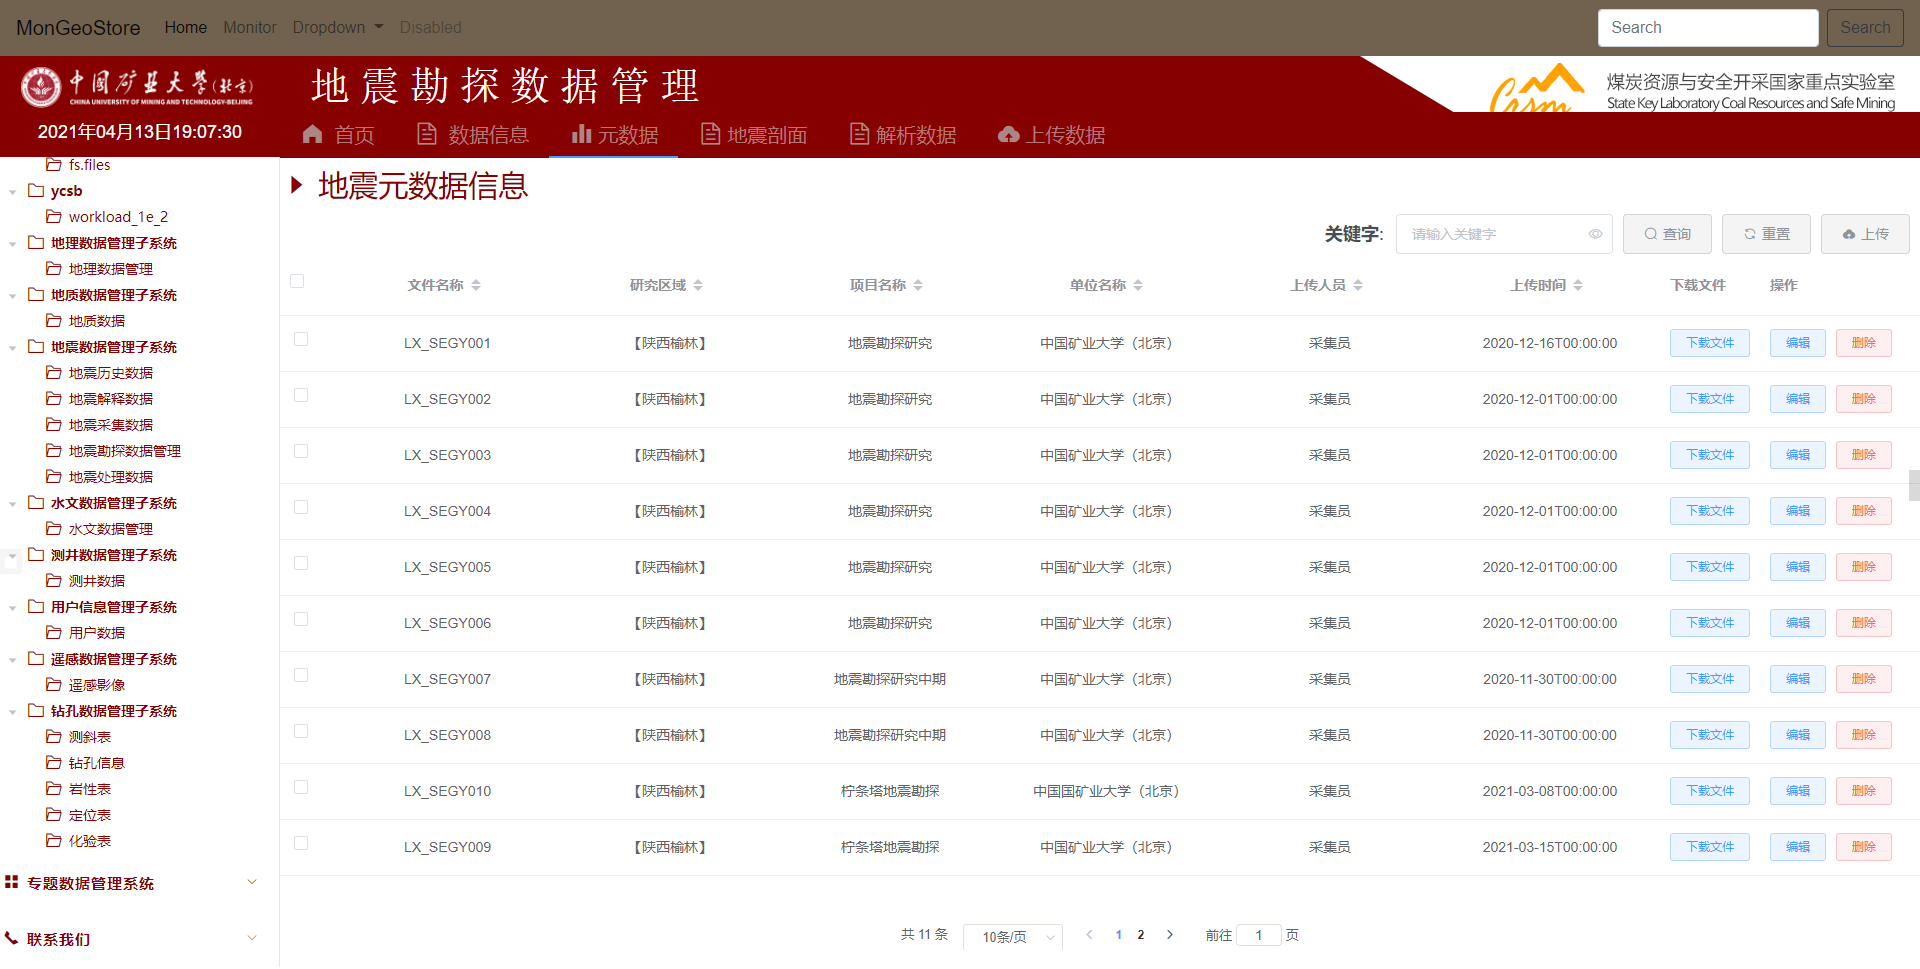 MonGeoStore Home Monitor Dropdown Disabled Search Search
中国矿业大学(北京)
CHINA UNIVERSITY OF MINING AND TECHNOLOGY-BEIJING
2021年04月13日19:07:30
地震勘探数据管理
csrm
煤炭资源与安全开采国家重点实验室
State Key Laboratory Coal Resources and Safe Mining
首页 数据信息 元数据 地震剖面 解析数据 上传数据
fs.files
ycsb
workload_1e_2
地理数据管理子系统
地理数据管理
地质数据管理子系统
地质数据
地震数据管理子系统
地震历史数据
地震解释数据
地震采集数据
地震勘探数据管理
地震处理数据
水文数据管理子系统
水文数据管理
测井数据管理子系统
测井数据
用户信息管理子系统
用户数据
遥感数据管理子系统
遥感影像
钻孔数据管理子系统
测斜表
钻孔信息
岩性表
定位表
化验表
专题数据管理系统
联系我们
地震元数据信息
关键字: 请输入关键字 查询 重置 上传
文件名称 研究区域 项目名称 单位名称 上传人员 上传时间 下载文件 操作
LX_SEGY001 【陕西榆林】 地震勘探研究 中国矿业大学（北京） 采集员 2020-12-16T00:00:00 下载文件 编辑 删除
LX_SEGY002 【陕西榆林】 地震勘探研究 中国矿业大学（北京） 采集员 2020-12-01T00:00:00 下载文件 编辑 删除
LX_SEGY003 【陕西榆林】 地震勘探研究 中国矿业大学（北京） 采集员 2020-12-01T00:00:00 下载文件 编辑 删除
LX_SEGY004 【陕西榆林】 地震勘探研究 中国矿业大学（北京） 采集员 2020-12-01T00:00:00 下载文件 编辑 删除
LX_SEGY005 【陕西榆林】 地震勘探研究 中国矿业大学（北京） 采集员 2020-12-01T00:00:00 下载文件 编辑 删除
LX_SEGY006 【陕西榆林】 地震勘探研究 中国矿业大学（北京） 采集员 2020-12-01T00:00:00 下载文件 编辑 删除
LX_SEGY007 【陕西榆林】 地震勘探研究中期 中国矿业大学（北京） 采集员 2020-11-30T00:00:00 下载文件 编辑 删除
LX_SEGY008 【陕西榆林】 地震勘探研究中期 中国矿业大学（北京） 采集员 2020-11-30T00:00:00 下载文件 编辑 删除
LX_SEGY010 【陕西榆林】 柠条塔地震勘探 中国国矿业大学（北京） 采集员 2021-03-08T00:00:00 下载文件 编辑 删除
LX_SEGY009 【陕西榆林】 柠条塔地震勘探 中国矿业大学（北京） 采集员 2021-03-15T00:00:00 下载文件 编辑 删除
共 11 条 10条/页 1 2 前往 1 页